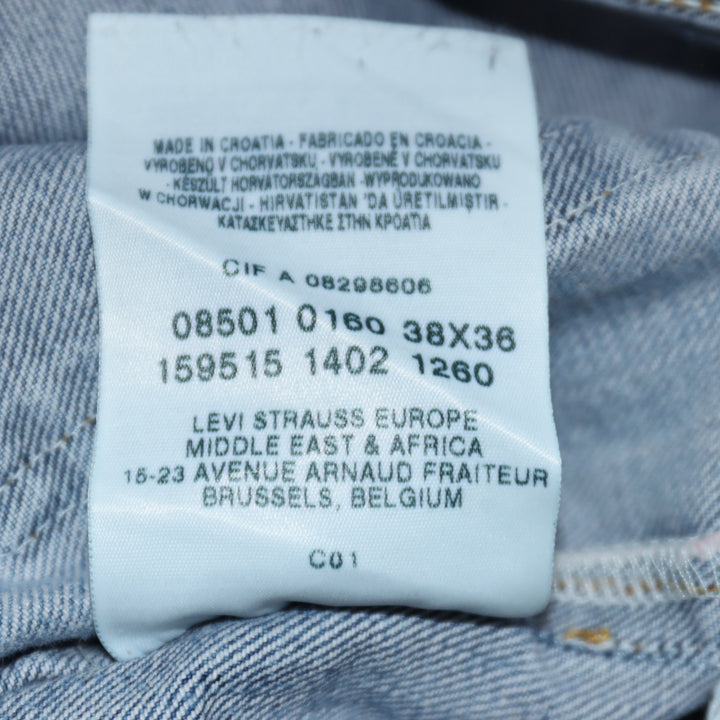 MADE IN CROATIA - FABRICADO EN CROACIA -
VYROBENO V CHORVATSKU - VYROBENÉ V CHORVATSKU
- KÉSZÜLT HORVÁTORSZÁGBAN - WYPRODUKOWANO
W CHORWACJI - HIRVATISTAN 'DA ÜRETILMIŞTIR -
ΚΑΤΑΣΚΕΥΑΣΤΗΚΕ ΣΤΗΝ ΚΡΟΑΤΙΑ
CIF A 08298606
08501 0160 38X36
159515 1402 1260
LEVI STRAUSS EUROPE
MIDDLE EAST & AFRICA
15-23 AVENUE ARNAUD FRAITEUR
BRUSSELS, BELGIUM
C01